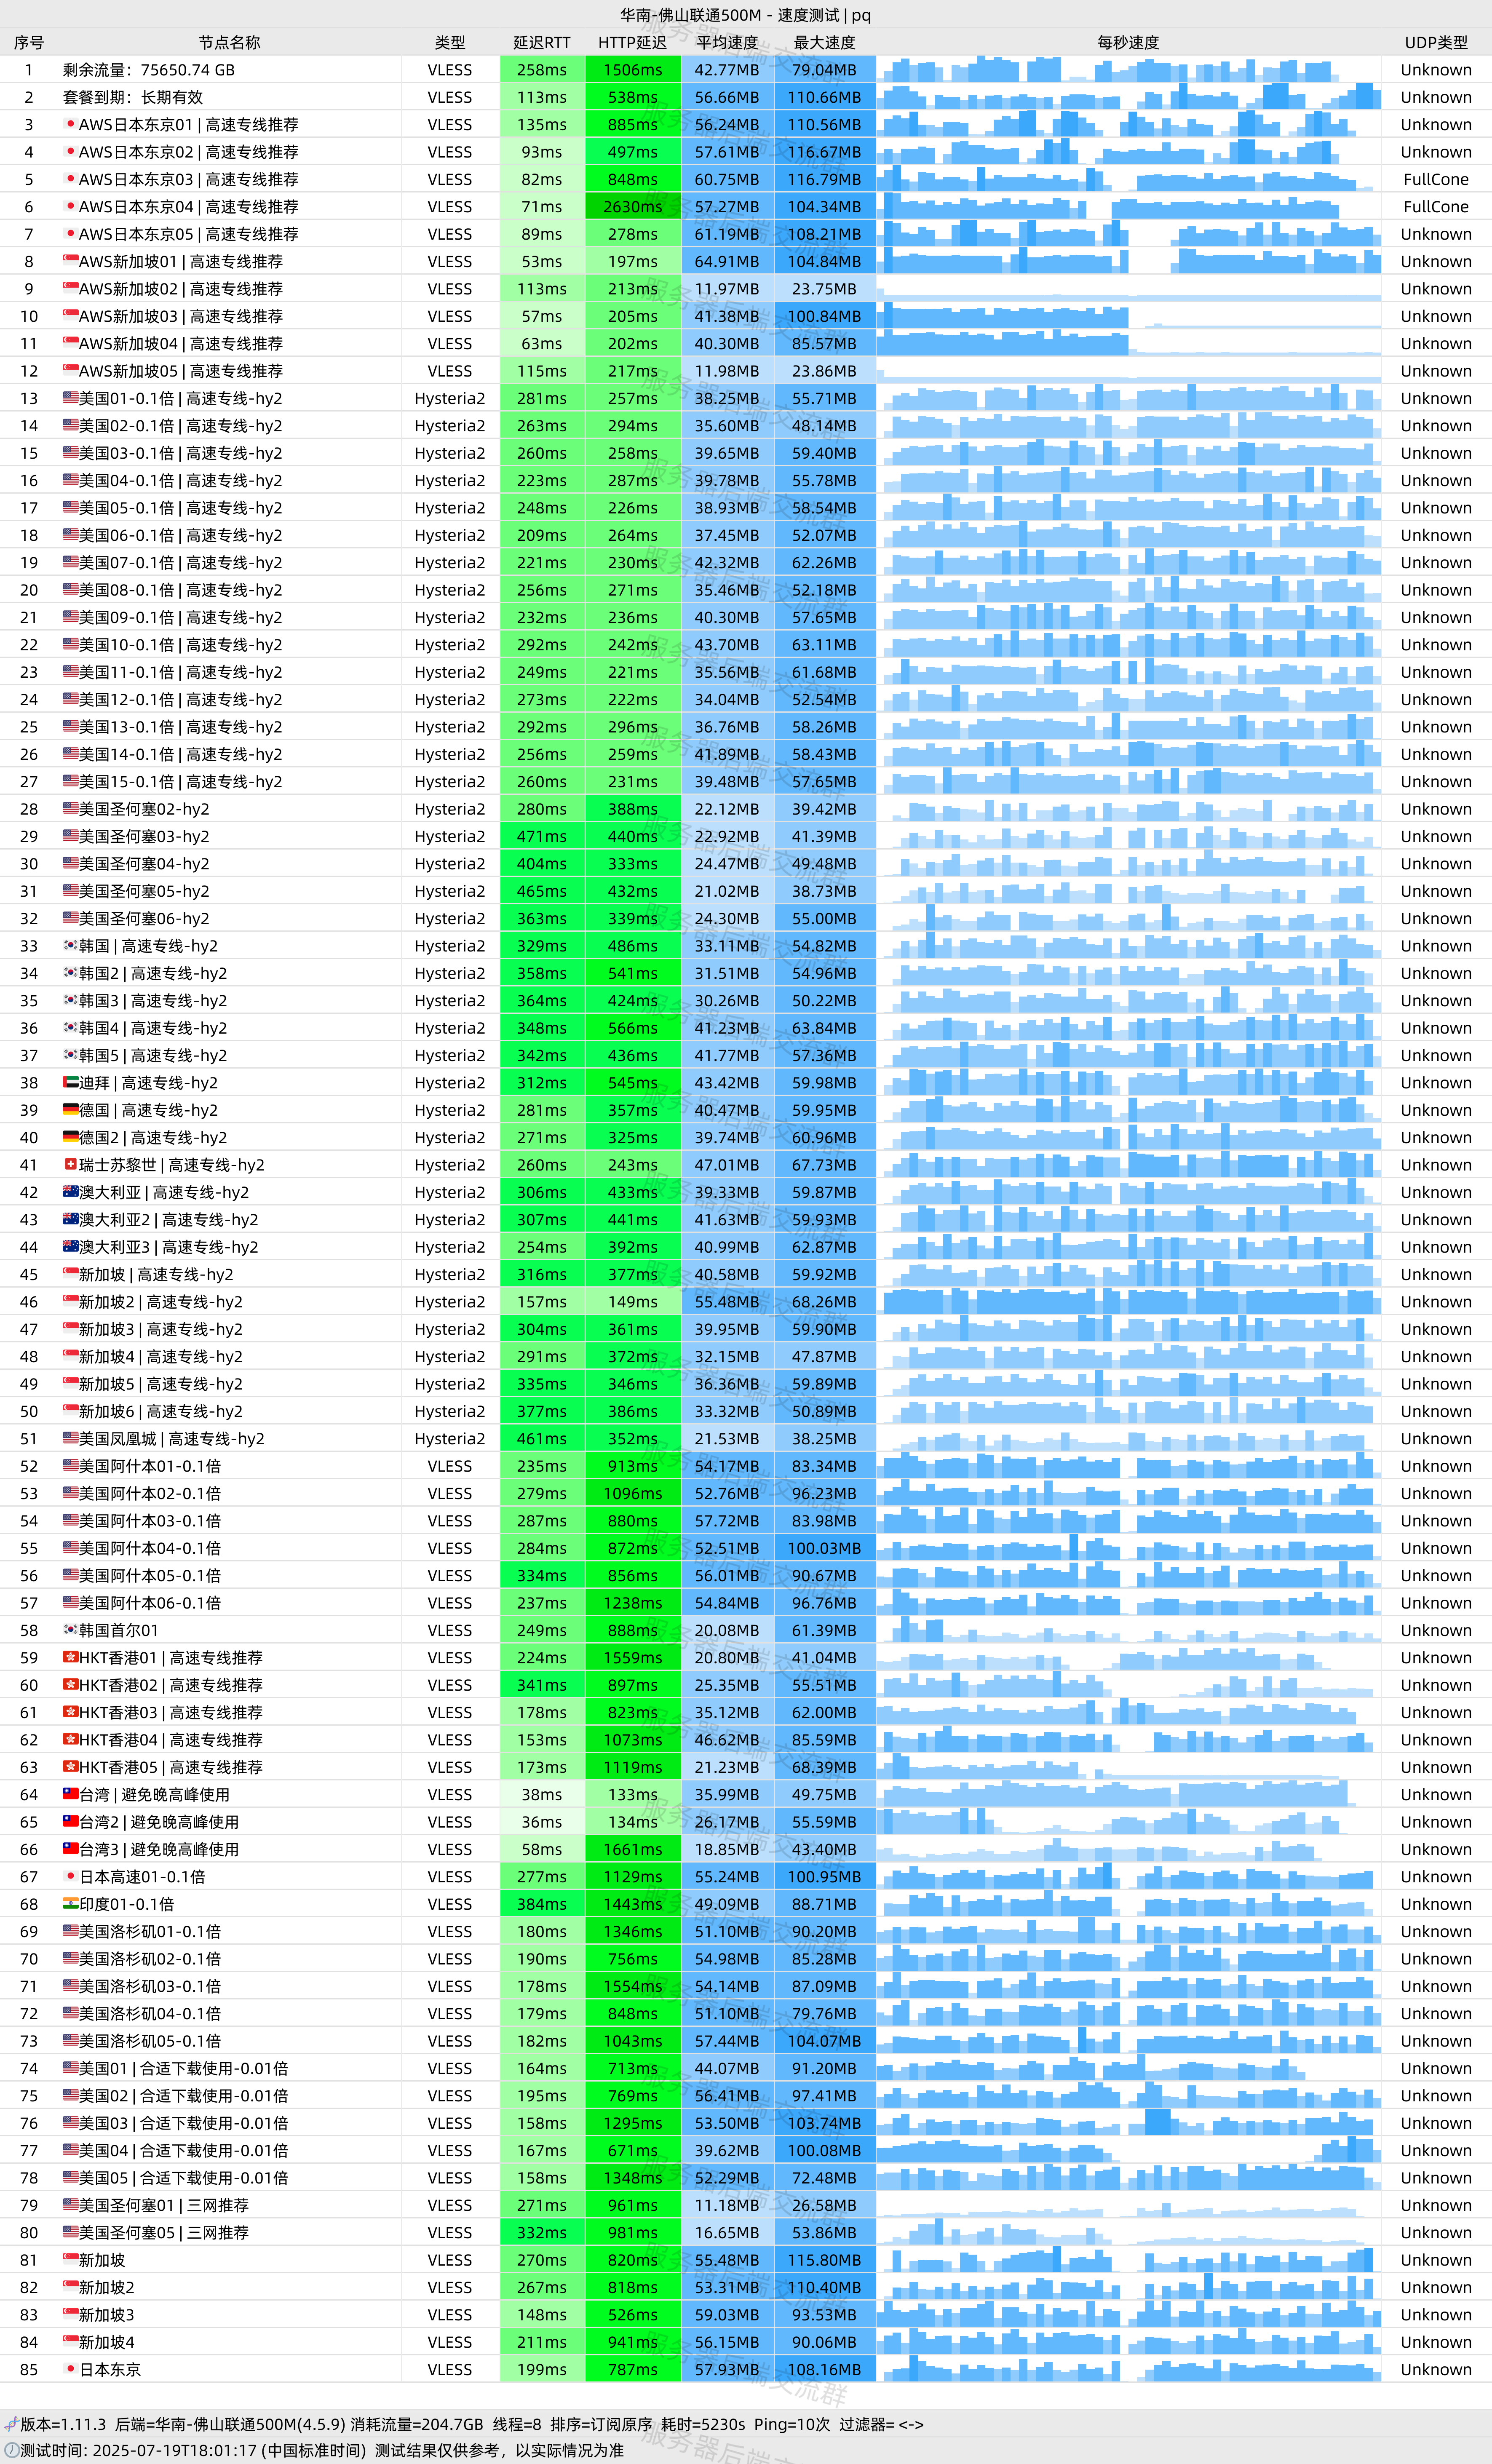 华南-佛山联通500M - 速度测试 | pq
序号 节点名称 类型 延迟RTT HTTP延迟 平均速度 最大速度 每秒速度 UDP类型
1 剩余流量：75650.74 GB VLESS 258ms 1506ms 42.77MB 79.04MB Unknown
2 套餐到期：长期有效 VLESS 113ms 538ms 56.66MB 110.66MB Unknown
3 AWS日本东京01 | 高速专线推荐 VLESS 135ms 885ms 56.24MB 110.56MB Unknown
4 AWS日本东京02 | 高速专线推荐 VLESS 93ms 497ms 57.61MB 116.67MB Unknown
5 AWS日本东京03 | 高速专线推荐 VLESS 82ms 848ms 60.75MB 116.79MB FullCone
6 AWS日本东京04 | 高速专线推荐 VLESS 71ms 2630ms 57.27MB 104.34MB FullCone
7 AWS日本东京05 | 高速专线推荐 VLESS 89ms 278ms 61.19MB 108.21MB Unknown
8 AWS新加坡01 | 高速专线推荐 VLESS 53ms 197ms 64.91MB 104.84MB Unknown
9 AWS新加坡02 | 高速专线推荐 VLESS 113ms 213ms 11.97MB 23.75MB Unknown
10 AWS新加坡03 | 高速专线推荐 VLESS 57ms 205ms 41.38MB 100.84MB Unknown
11 AWS新加坡04 | 高速专线推荐 VLESS 63ms 202ms 40.30MB 85.57MB Unknown
12 AWS新加坡05 | 高速专线推荐 VLESS 115ms 217ms 11.98MB 23.86MB Unknown
13 美国01-0.1倍 | 高速专线-hy2 Hysteria2 281ms 257ms 38.25MB 55.71MB Unknown
14 美国02-0.1倍 | 高速专线-hy2 Hysteria2 263ms 294ms 35.60MB 48.14MB Unknown
15 美国03-0.1倍 | 高速专线-hy2 Hysteria2 260ms 258ms 39.65MB 59.40MB Unknown
16 美国04-0.1倍 | 高速专线-hy2 Hysteria2 223ms 287ms 39.78MB 55.78MB Unknown
17 美国05-0.1倍 | 高速专线-hy2 Hysteria2 248ms 226ms 38.93MB 58.54MB Unknown
18 美国06-0.1倍 | 高速专线-hy2 Hysteria2 209ms 264ms 37.45MB 52.07MB Unknown
19 美国07-0.1倍 | 高速专线-hy2 Hysteria2 221ms 230ms 42.32MB 62.26MB Unknown
20 美国08-0.1倍 | 高速专线-hy2 Hysteria2 256ms 271ms 35.46MB 52.18MB Unknown
21 美国09-0.1倍 | 高速专线-hy2 Hysteria2 232ms 236ms 40.30MB 57.65MB Unknown
22 美国10-0.1倍 | 高速专线-hy2 Hysteria2 292ms 242ms 43.70MB 63.11MB Unknown
23 美国11-0.1倍 | 高速专线-hy2 Hysteria2 249ms 221ms 35.56MB 61.68MB Unknown
24 美国12-0.1倍 | 高速专线-hy2 Hysteria2 273ms 222ms 34.04MB 52.54MB Unknown
25 美国13-0.1倍 | 高速专线-hy2 Hysteria2 292ms 296ms 36.76MB 58.26MB Unknown
26 美国14-0.1倍 | 高速专线-hy2 Hysteria2 256ms 259ms 41.89MB 58.43MB Unknown
27 美国15-0.1倍 | 高速专线-hy2 Hysteria2 260ms 231ms 39.48MB 57.65MB Unknown
28 美国圣何塞02-hy2 Hysteria2 280ms 388ms 22.12MB 39.42MB Unknown
29 美国圣何塞03-hy2 Hysteria2 471ms 440ms 22.92MB 41.39MB Unknown
30 美国圣何塞04-hy2 Hysteria2 404ms 333ms 24.47MB 49.48MB Unknown
31 美国圣何塞05-hy2 Hysteria2 465ms 432ms 21.02MB 38.73MB Unknown
32 美国圣何塞06-hy2 Hysteria2 363ms 339ms 24.30MB 55.00MB Unknown
33 韩国 | 高速专线-hy2 Hysteria2 329ms 486ms 33.11MB 54.82MB Unknown
34 韩国2 | 高速专线-hy2 Hysteria2 358ms 541ms 31.51MB 54.96MB Unknown
35 韩国3 | 高速专线-hy2 Hysteria2 364ms 424ms 30.26MB 50.22MB Unknown
36 韩国4 | 高速专线-hy2 Hysteria2 348ms 566ms 41.23MB 63.84MB Unknown
37 韩国5 | 高速专线-hy2 Hysteria2 342ms 436ms 41.77MB 57.36MB Unknown
38 迪拜 | 高速专线-hy2 Hysteria2 312ms 545ms 43.42MB 59.98MB Unknown
39 德国 | 高速专线-hy2 Hysteria2 281ms 357ms 40.47MB 59.95MB Unknown
40 德国2 | 高速专线-hy2 Hysteria2 271ms 325ms 39.74MB 60.96MB Unknown
41 瑞士苏黎世 | 高速专线-hy2 Hysteria2 260ms 243ms 47.01MB 67.73MB Unknown
42 澳大利亚 | 高速专线-hy2 Hysteria2 306ms 433ms 39.33MB 59.87MB Unknown
43 澳大利亚2 | 高速专线-hy2 Hysteria2 307ms 441ms 41.63MB 59.93MB Unknown
44 澳大利亚3 | 高速专线-hy2 Hysteria2 254ms 392ms 40.99MB 62.87MB Unknown
45 新加坡 | 高速专线-hy2 Hysteria2 316ms 377ms 40.58MB 59.92MB Unknown
46 新加坡2 | 高速专线-hy2 Hysteria2 157ms 149ms 55.48MB 68.26MB Unknown
47 新加坡3 | 高速专线-hy2 Hysteria2 304ms 361ms 39.95MB 59.90MB Unknown
48 新加坡4 | 高速专线-hy2 Hysteria2 291ms 372ms 32.15MB 47.87MB Unknown
49 新加坡5 | 高速专线-hy2 Hysteria2 335ms 346ms 36.36MB 59.89MB Unknown
50 新加坡6 | 高速专线-hy2 Hysteria2 377ms 386ms 33.32MB 50.89MB Unknown
51 美国凤凰城 | 高速专线-hy2 Hysteria2 461ms 352ms 21.53MB 38.25MB Unknown
52 美国阿什本01-0.1倍 VLESS 235ms 913ms 54.17MB 83.34MB Unknown
53 美国阿什本02-0.1倍 VLESS 279ms 1096ms 52.76MB 96.23MB Unknown
54 美国阿什本03-0.1倍 VLESS 287ms 880ms 57.72MB 83.98MB Unknown
55 美国阿什本04-0.1倍 VLESS 284ms 872ms 52.51MB 100.03MB Unknown
56 美国阿什本05-0.1倍 VLESS 334ms 856ms 56.01MB 90.67MB Unknown
57 美国阿什本06-0.1倍 VLESS 237ms 1238ms 54.84MB 96.76MB Unknown
58 韩国首尔01 VLESS 249ms 888ms 20.08MB 61.39MB Unknown
59 HKT香港01 | 高速专线推荐 VLESS 224ms 1559ms 20.80MB 41.04MB Unknown
60 HKT香港02 | 高速专线推荐 VLESS 341ms 897ms 25.35MB 55.51MB Unknown
61 HKT香港03 | 高速专线推荐 VLESS 178ms 823ms 35.12MB 62.00MB Unknown
62 HKT香港04 | 高速专线推荐 VLESS 153ms 1073ms 46.62MB 85.59MB Unknown
63 HKT香港05 | 高速专线推荐 VLESS 173ms 1119ms 21.23MB 68.39MB Unknown
64 台湾 | 避免晚高峰使用 VLESS 38ms 133ms 35.99MB 49.75MB Unknown
65 台湾2 | 避免晚高峰使用 VLESS 36ms 134ms 26.17MB 55.59MB Unknown
66 台湾3 | 避免晚高峰使用 VLESS 58ms 1661ms 18.85MB 43.40MB Unknown
67 日本高速01-0.1倍 VLESS 277ms 1129ms 55.24MB 100.95MB Unknown
68 印度01-0.1倍 VLESS 384ms 1443ms 49.09MB 88.71MB Unknown
69 美国洛杉矶01-0.1倍 VLESS 180ms 1346ms 51.10MB 90.20MB Unknown
70 美国洛杉矶02-0.1倍 VLESS 190ms 756ms 54.98MB 85.28MB Unknown
71 美国洛杉矶03-0.1倍 VLESS 178ms 1554ms 54.14MB 87.09MB Unknown
72 美国洛杉矶04-0.1倍 VLESS 179ms 848ms 51.10MB 79.76MB Unknown
73 美国洛杉矶05-0.1倍 VLESS 182ms 1043ms 57.44MB 104.07MB Unknown
74 美国01 | 合适下载使用-0.01倍 VLESS 164ms 713ms 44.07MB 91.20MB Unknown
75 美国02 | 合适下载使用-0.01倍 VLESS 195ms 769ms 56.41MB 97.41MB Unknown
76 美国03 | 合适下载使用-0.01倍 VLESS 158ms 1295ms 53.50MB 103.74MB Unknown
77 美国04 | 合适下载使用-0.01倍 VLESS 167ms 671ms 39.62MB 100.08MB Unknown
78 美国05 | 合适下载使用-0.01倍 VLESS 158ms 1348ms 52.29MB 72.48MB Unknown
79 美国圣何塞01 | 三网推荐 VLESS 271ms 961ms 11.18MB 26.58MB Unknown
80 美国圣何塞05 | 三网推荐 VLESS 332ms 981ms 16.65MB 53.86MB Unknown
81 新加坡 VLESS 270ms 820ms 55.48MB 115.80MB Unknown
82 新加坡2 VLESS 267ms 818ms 53.31MB 110.40MB Unknown
83 新加坡3 VLESS 148ms 526ms 59.03MB 93.53MB Unknown
84 新加坡4 VLESS 211ms 941ms 56.15MB 90.06MB Unknown
85 日本东京 VLESS 199ms 787ms 57.93MB 108.16MB Unknown
版本=1.11.3 后端=华南-佛山联通500M(4.5.9) 消耗流量=204.7GB 线程=8 排序=订阅原序 耗时=5230s Ping=10次 过滤器= <->
测试时间: 2025-07-19T18:01:17 (中国标准时间) 测试结果仅供参考，以实际情况为准
服务器后端交流群